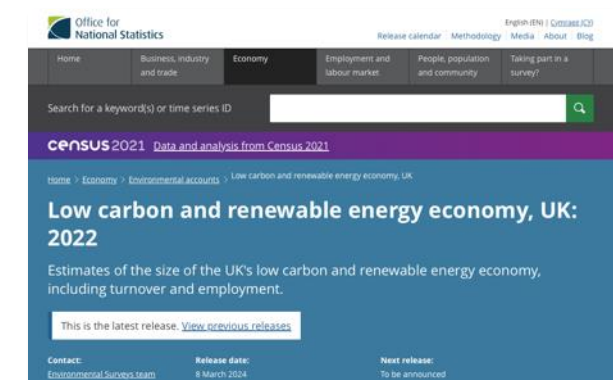 Office for
National Statistics
English (EN) | Cymraeg (CY)
Release calendar Methodology Media About Blog
Home
Business, industry and trade
Economy
Employment and labour market
People, population and community
Taking part in a survey?
Search for a keyword(s) or time series ID
census 2021 Data and analysis from Census 2021
Home > Economy > Environmental accounts > Low carbon and renewable energy economy, UK
Low carbon and renewable energy economy, UK:
2022
Estimates of the size of the UK's low carbon and renewable energy economy,
including turnover and employment.
This is the latest release. View previous releases
Contact:
Environmental Surveys team
Release date:
8 March 2024
Next release:
To be announced